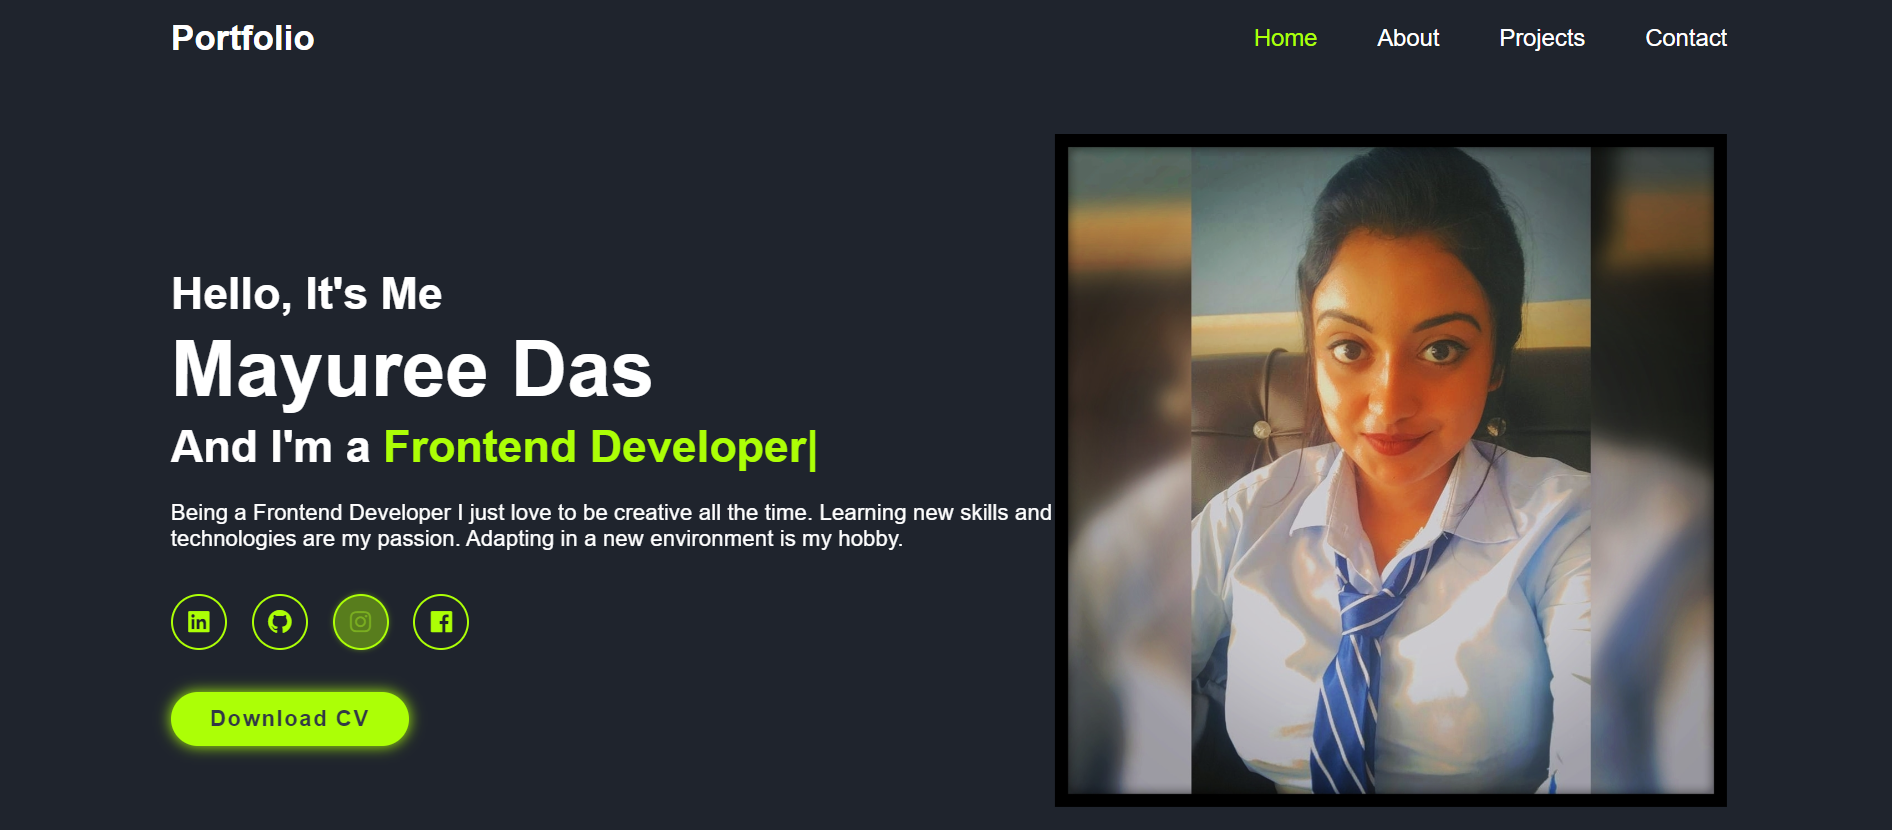 Portfolio
Home About Projects Contact
Hello, It's Me
Mayuree Das
And I'm a Frontend Developer|
Being a Frontend Developer I just love to be creative all the time. Learning new skills and
technologies are my passion. Adapting in a new environment is my hobby.
Download CV